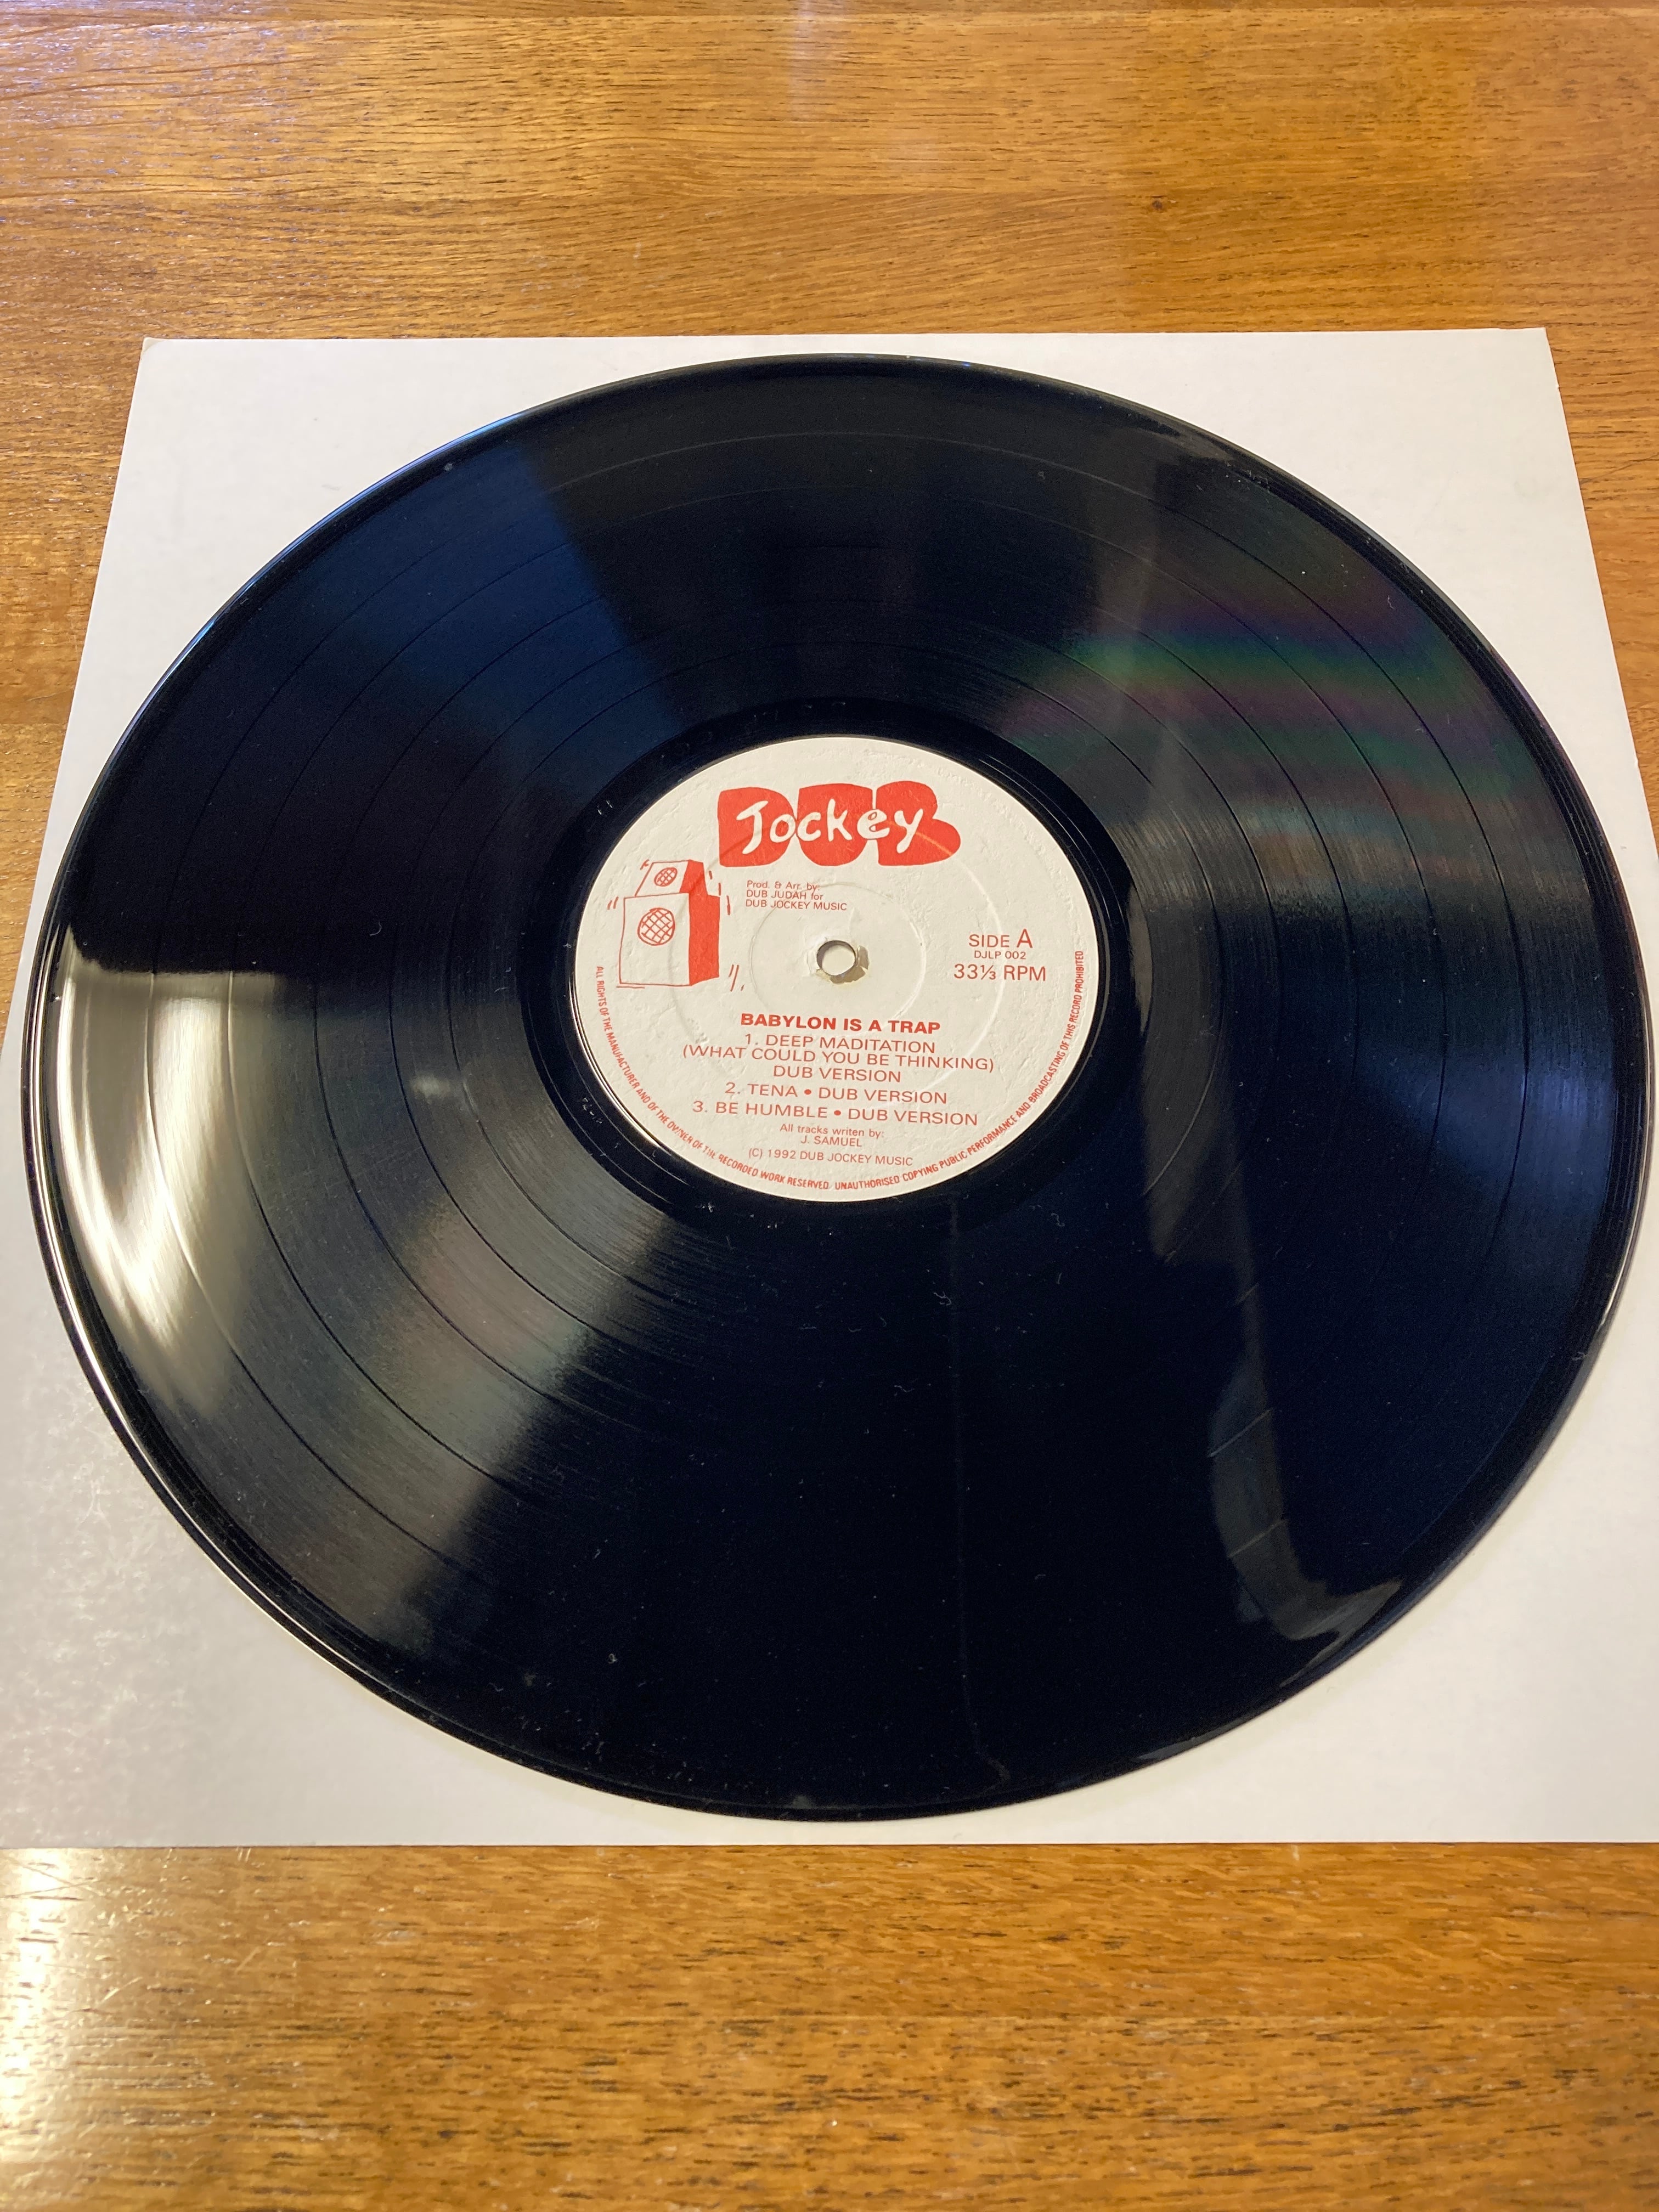 DUB
Jockey
Prod. & Arr. by:
DUB JUDAH for
DUB JOCKEY MUSIC
SIDE A
DJLP 002
33⅓ RPM
BABYLON IS A TRAP
1. DEEP MADITATION
(WHAT COULD YOU BE THINKING)
DUB VERSION
2. TENA • DUB VERSION
3. BE HUMBLE • DUB VERSION
All tracks writen by:
J. SAMUEL
(C) 1992 DUB JOCKEY MUSIC
ALL RIGHTS OF THE MANUFACTURER AND OF THE OWNER OF THE RECORDED WORK RESERVED. UNAUTHORISED COPYING PUBLIC PERFORMANCE AND BROADCASTING OF THIS RECORD PROHIBITED